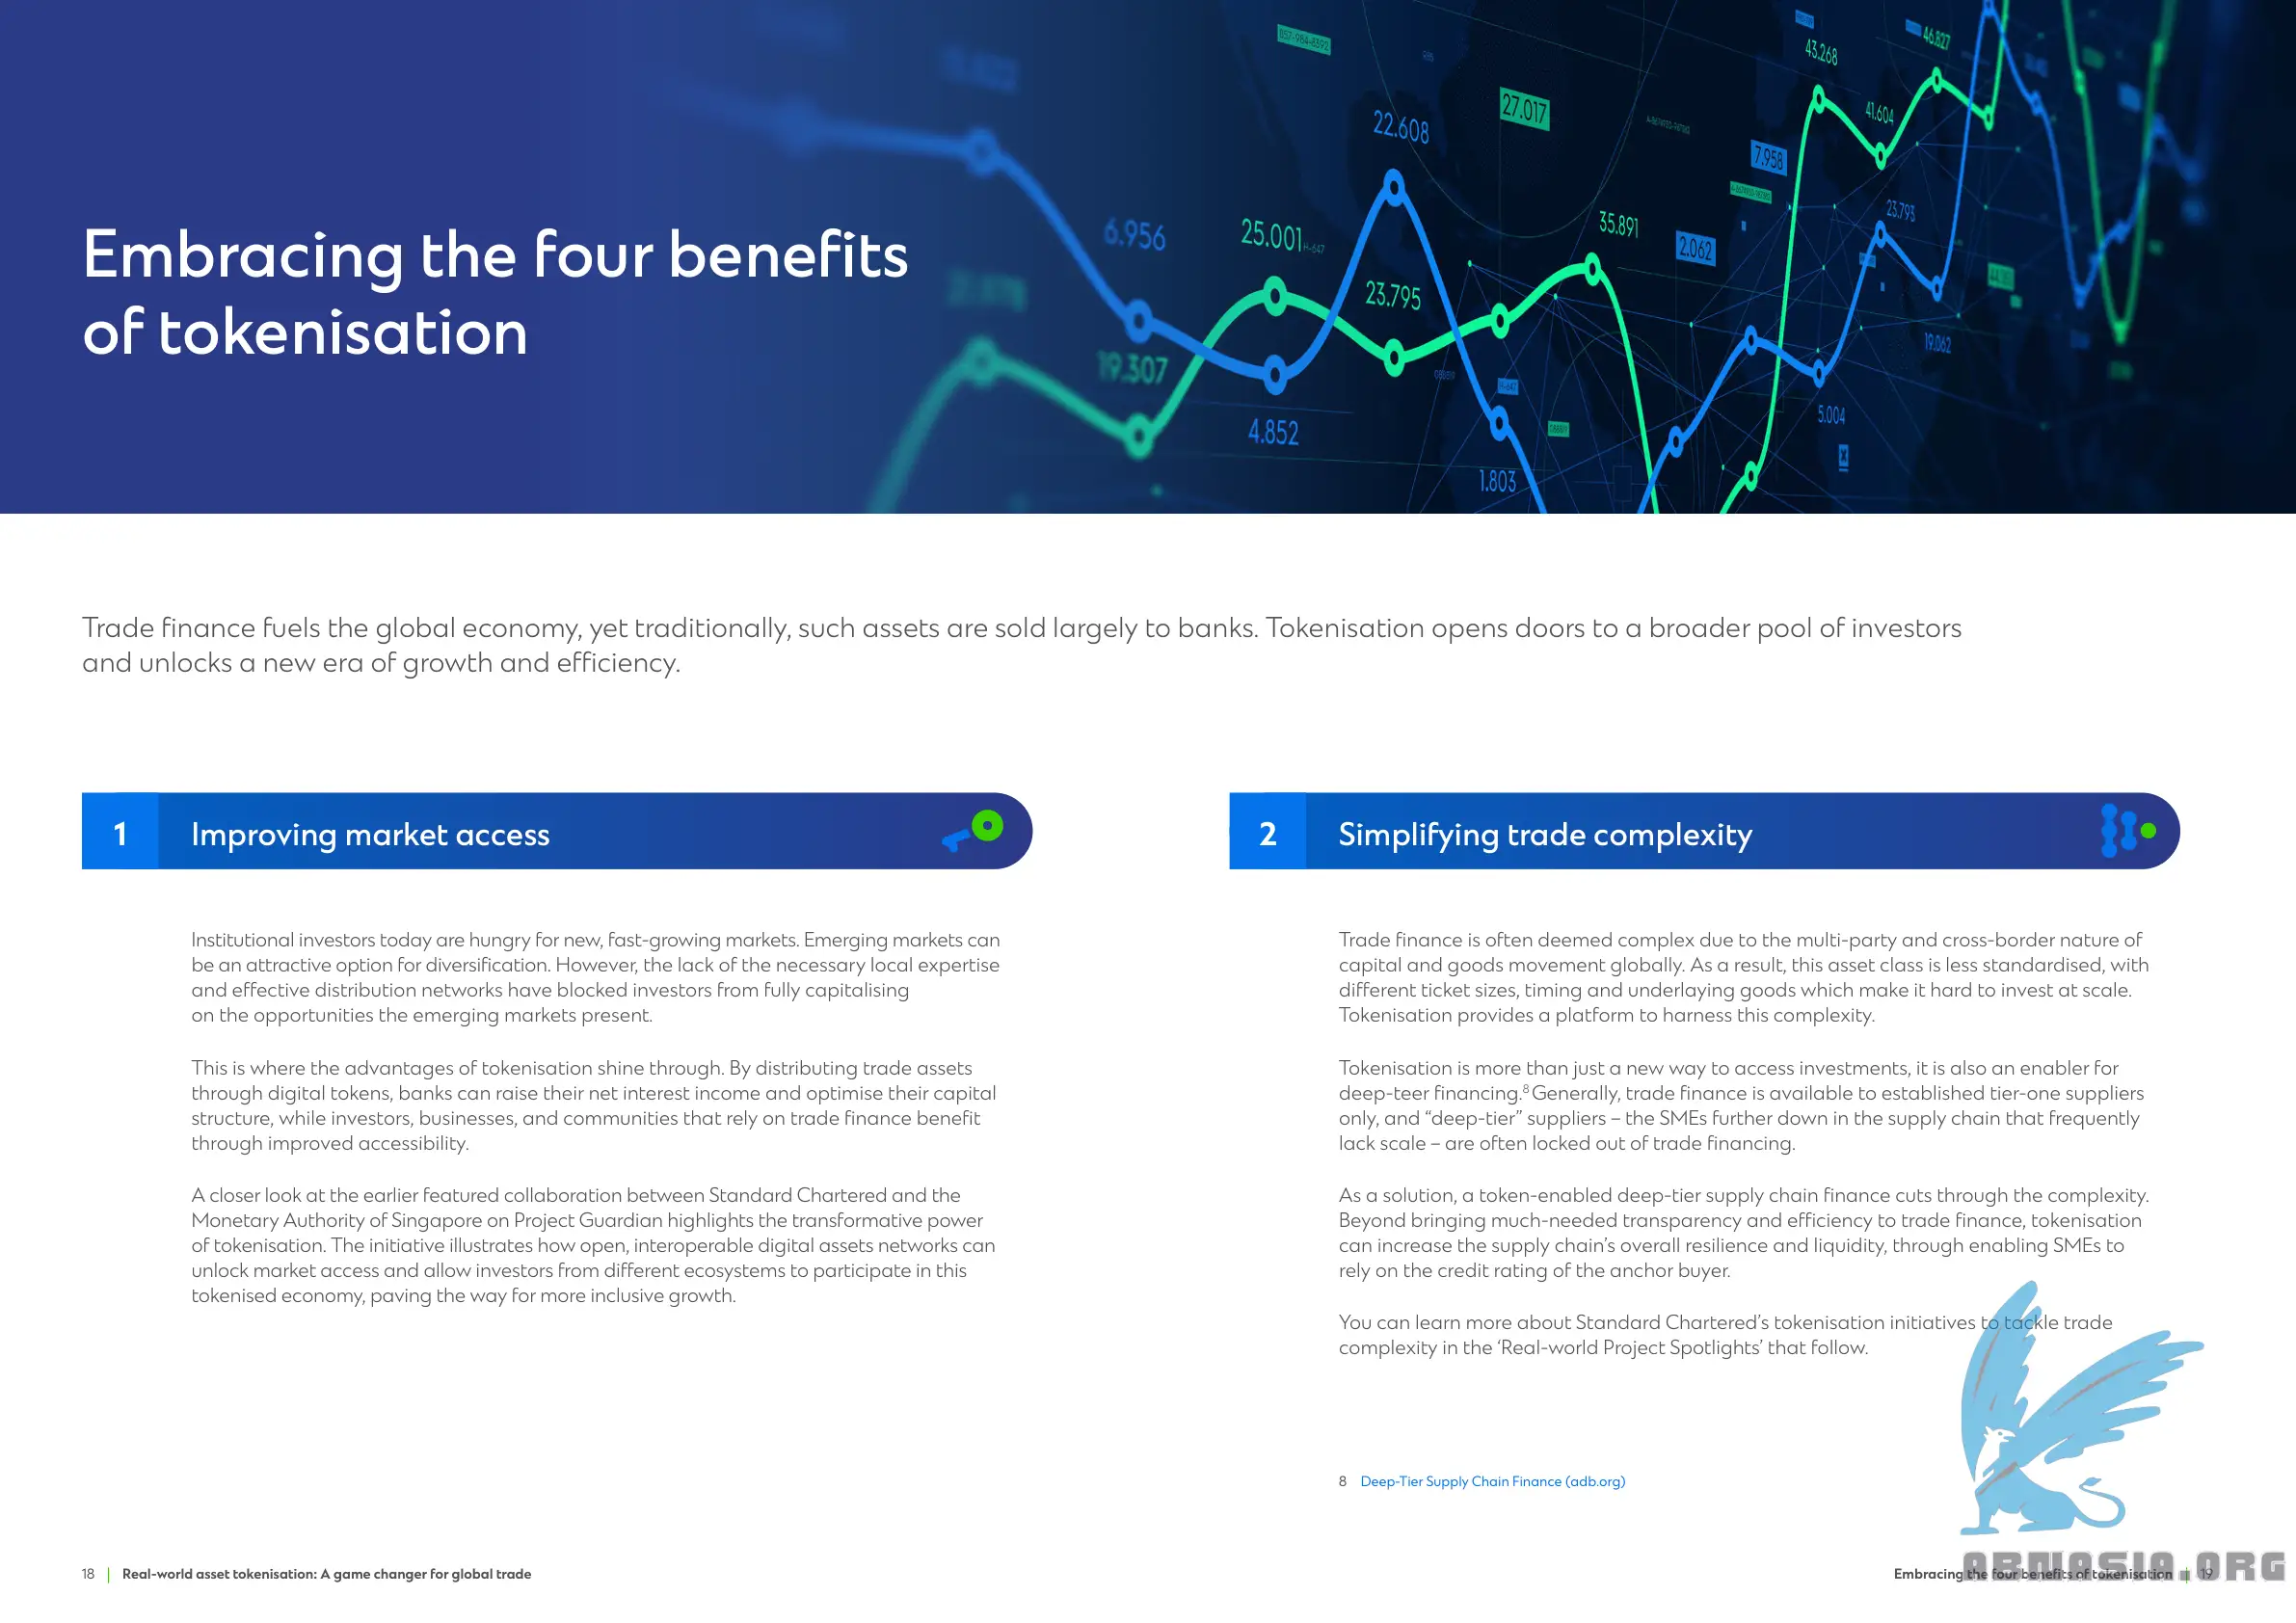 Embracing the four benefits
of tokenisation
22.608
27.017
43.268
46.827
41.604
7.958
6.956
25.001
H-647
23.795
35.891
2.062
23.793
19.307
4.852
H-647
1.803
5.004
19.062
Trade finance fuels the global economy, yet traditionally, such assets are sold largely to banks. Tokenisation opens doors to a broader pool of investors
and unlocks a new era of growth and efficiency.
1 Improving market access
Institutional investors today are hungry for new, fast-growing markets. Emerging markets can
be an attractive option for diversification. However, the lack of the necessary local expertise
and effective distribution networks have blocked investors from fully capitalising
on the opportunities the emerging markets present.
This is where the advantages of tokenisation shine through. By distributing trade assets
through digital tokens, banks can raise their net interest income and optimise their capital
structure, while investors, businesses, and communities that rely on trade finance benefit
through improved accessibility.
A closer look at the earlier featured collaboration between Standard Chartered and the
Monetary Authority of Singapore on Project Guardian highlights the transformative power
of tokenisation. The initiative illustrates how open, interoperable digital assets networks can
unlock market access and allow investors from different ecosystems to participate in this
tokenised economy, paving the way for more inclusive growth.
2 Simplifying trade complexity
Trade finance is often deemed complex due to the multi-party and cross-border nature of
capital and goods movement globally. As a result, this asset class is less standardised, with
different ticket sizes, timing and underlaying goods which make it hard to invest at scale.
Tokenisation provides a platform to harness this complexity.
Tokenisation is more than just a new way to access investments, it is also an enabler for
deep-teer financing.8 Generally, trade finance is available to established tier-one suppliers
only, and “deep-tier” suppliers – the SMEs further down in the supply chain that frequently
lack scale – are often locked out of trade financing.
As a solution, a token-enabled deep-tier supply chain finance cuts through the complexity.
Beyond bringing much-needed transparency and efficiency to trade finance, tokenisation
can increase the supply chain’s overall resilience and liquidity, through enabling SMEs to
rely on the credit rating of the anchor buyer.
You can learn more about Standard Chartered’s tokenisation initiatives to tackle trade
complexity in the ‘Real-world Project Spotlights’ that follow.
8 Deep-Tier Supply Chain Finance (adb.org)
18 | Real-world asset tokenisation: A game changer for global trade
Embracing the four benefits of tokenisation | 19
ABNASIA.ORG